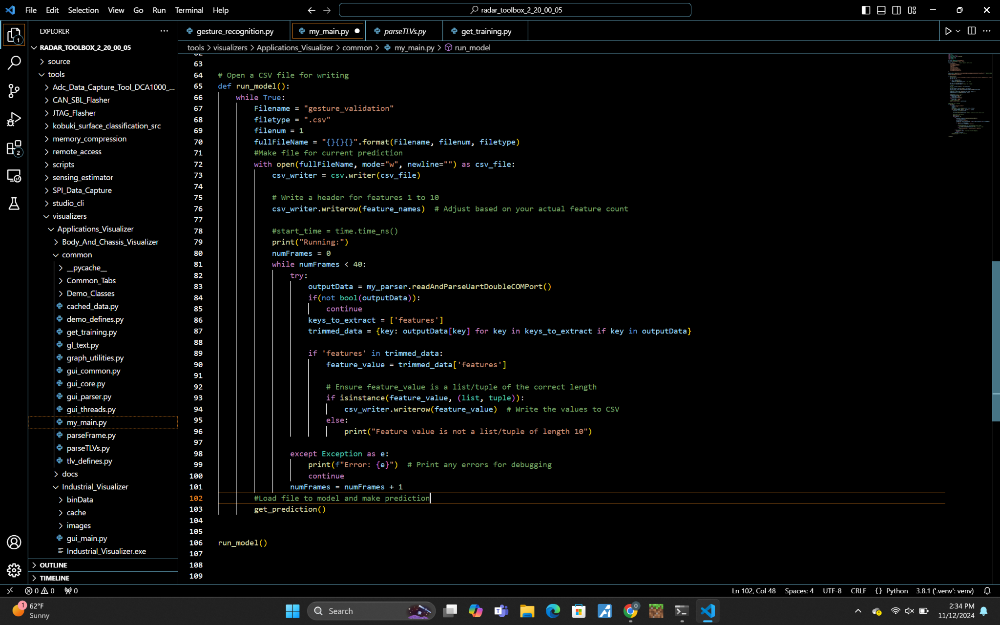 File Edit Selection View Go Run Terminal Help
radar_toolbox_2_20_00_05
EXPLORER
gesture_recognition.py
my_main.py
parseTLVs.py
get_training.py
tools > visualizers > Applications_Visualizer > common > my_main.py > run_model
1
2
RADAR_TOOLBOX_2_20_00_05
source
tools
Adc_Data_Capture_Tool_DCA1000_...
CAN_SBL_Flasher
JTAG_Flasher
kobuki_surface_classification_src
memory_compression
remote_access
scripts
sensing_estimator
SPI_Data_Capture
studio_cli
visualizers
Applications_Visualizer
Body_And_Chassis_Visualizer
common
__pycache__
Common_Tabs
Demo_Classes
cached_data.py
demo_defines.py
get_training.py
gl_text.py
graph_utilities.py
gui_common.py
gui_core.py
gui_parser.py
gui_threads.py
my_main.py
parseFrame.py
parseTLVs.py
tlv_defines.py
docs
Industrial_Visualizer
binData
cache
images
gui_main.py
Industrial_Visualizer.exe
OUTLINE
TIMELINE
62
63
64 # Open a CSV file for writing
65 def run_model():
66 while True:
67 Filename = "gesture_validation"
68 filetype = ".csv"
69 filenum = 1
70 fullFileName = "{}{}{}".format(Filename, filenum, filetype)
71 #Make file for current prediction
72 with open(fullFileName, mode="w", newline="") as csv_file:
73 csv_writer = csv.writer(csv_file)
74
75 # Write a header for features 1 to 10
76 csv_writer.writerow(feature_names) # Adjust based on your actual feature count
77
78 #start_time = time.time_ns()
79 print("Running:")
80 numFrames = 0
81 while numFrames < 40:
82 try:
83 outputData = my_parser.readAndParseUartDoubleCOMPort()
84 if(not bool(outputData)):
85 continue
86 keys_to_extract = ['features']
87 trimmed_data = {key: outputData[key] for key in keys_to_extract if key in outputData}
88
89 if 'features' in trimmed_data:
90 feature_value = trimmed_data['features']
91
92 # Ensure feature_value is a list/tuple of the correct length
93 if isinstance(feature_value, (list, tuple)):
94 csv_writer.writerow(feature_value) # Write the values to CSV
95 else:
96 print("Feature value is not a list/tuple of length 10")
97
98 except Exception as e:
99 print(f"Error: {e}") # Print any errors for debugging
100 continue
101 numFrames = numFrames + 1
102 #Load file to model and make prediction
103 get_prediction()
104
105
106 run_model()
107
108
109
0 0 0
Ln 102, Col 48 Spaces: 4 UTF-8 CRLF {} Python 3.8.1 ('.venv': venv)
1
62°F
Sunny
Search
0
2:34 PM
11/12/2024